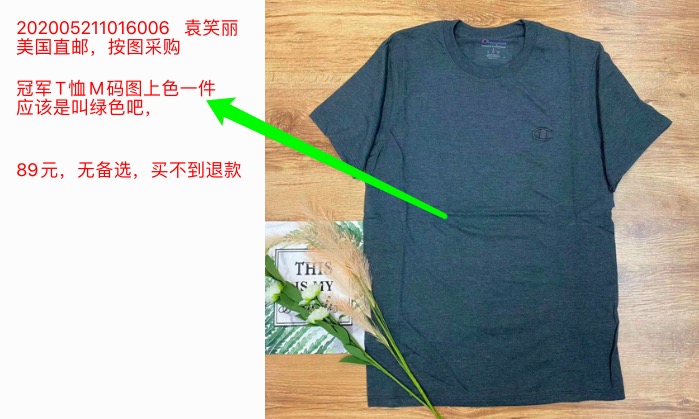 202005211016006 袁笑丽
美国直邮，按图采购
冠军T恤M码图上色一件
应该是叫绿色吧，
89元，无备选，买不到退款
Champion
THIS
IS MY